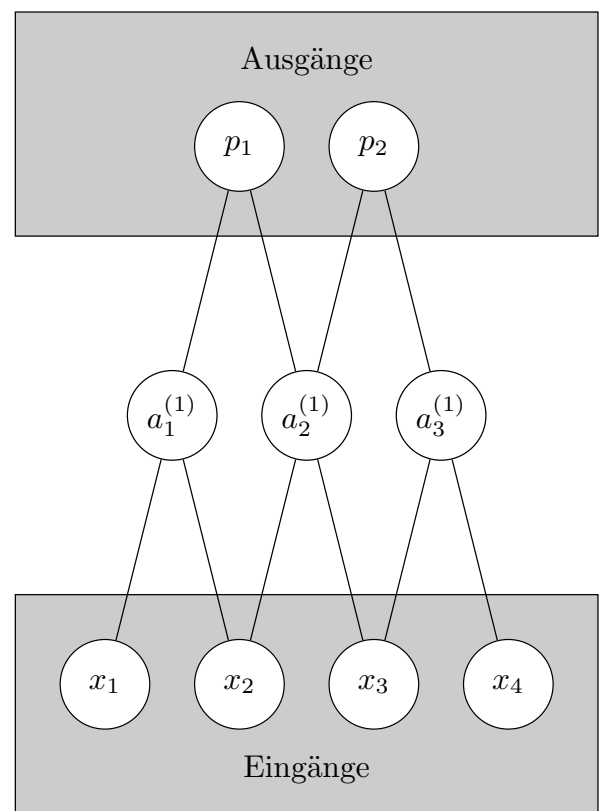 Ausgänge
p₁ p₂
a₁⁽¹⁾ a₂⁽¹⁾ a₃⁽¹⁾
x₁ x₂ x₃ x₄
Eingänge